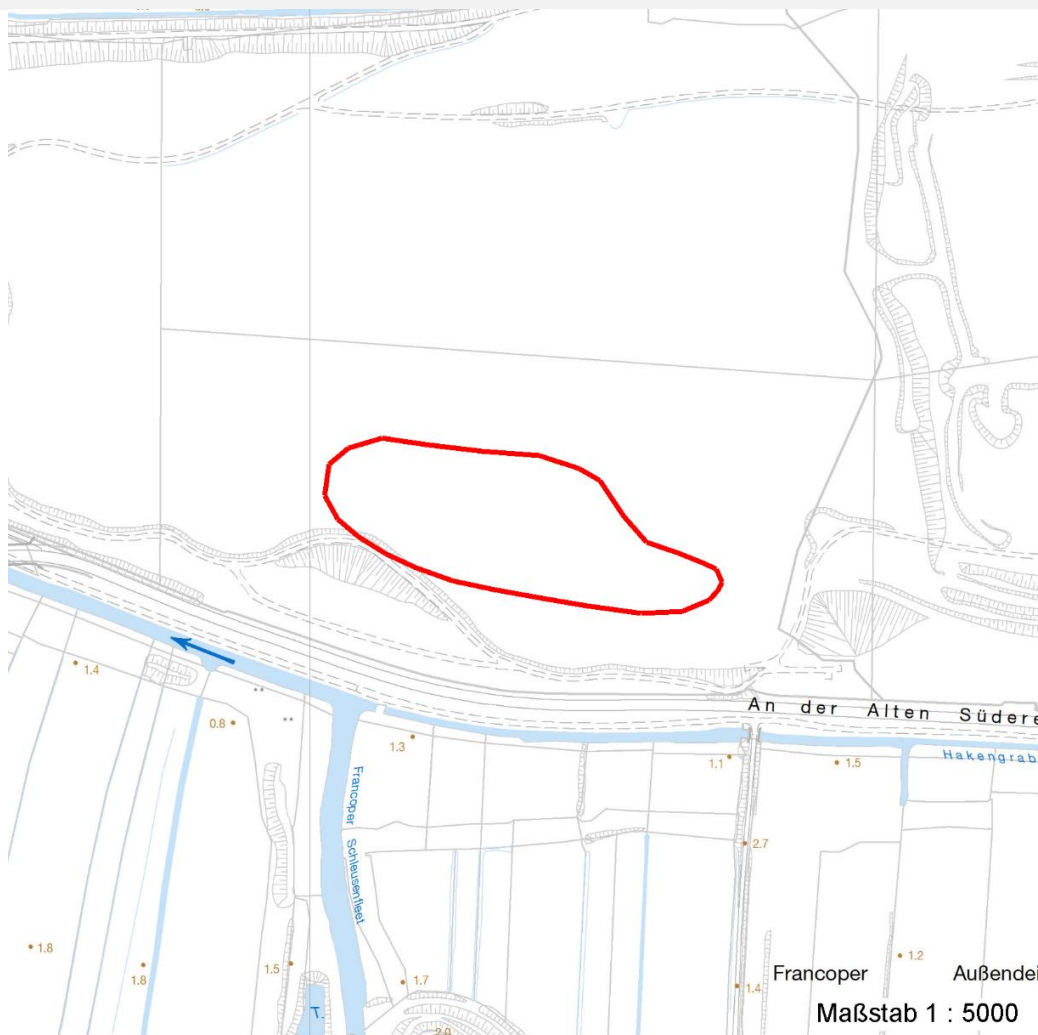 1.4
0.8
An der Alten Südere
1.3
1.1
1.5
Hakengrab
Francoper Schleusenfleet
2.7
1.8
1.8
1.5
1.7
1.4
1.2
Francoper Außendei
T.
Maßstab 1 : 5000